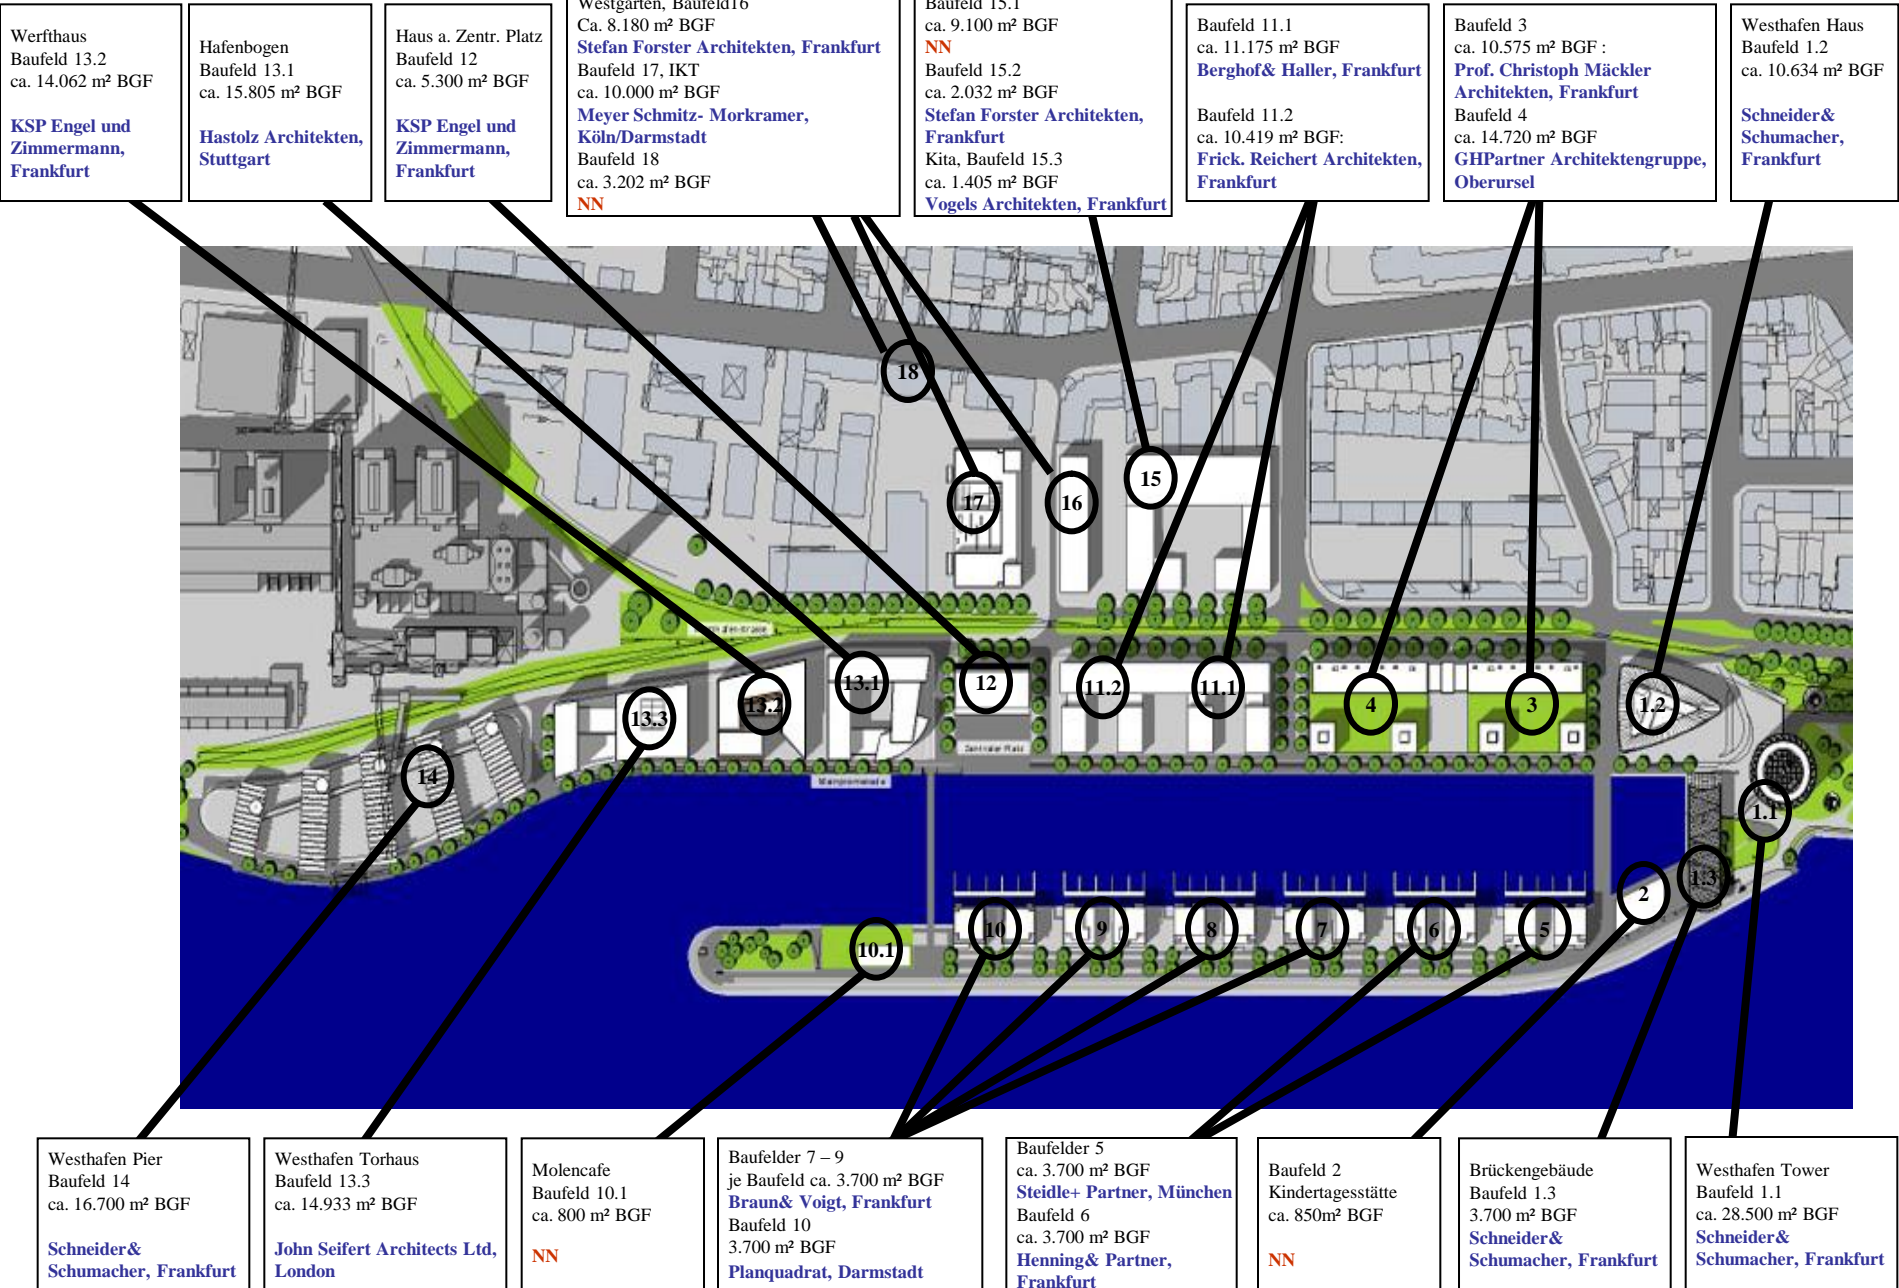 Werfthaus
Baufeld 13.2
ca. 14.062 m² BGF
KSP Engel und
Zimmermann,
Frankfurt
Hafenbogen
Baufeld 13.1
ca. 15.805 m² BGF
Hastolz Architekten,
Stuttgart
Haus a. Zentr. Platz
Baufeld 12
ca. 5.300 m² BGF
KSP Engel und
Zimmermann,
Frankfurt
Westgärten, Baufeld16
Ca. 8.180 m² BGF
Stefan Forster Architekten, Frankfurt
Baufeld 17, IKT
ca. 10.000 m² BGF
Meyer Schmitz- Morkramer,
Köln/Darmstadt
Baufeld 18
ca. 3.202 m² BGF
NN
Baufeld 15.1
ca. 9.100 m² BGF
NN
Baufeld 15.2
ca. 2.032 m² BGF
Stefan Forster Architekten,
Frankfurt
Kita, Baufeld 15.3
ca. 1.405 m² BGF
Vogels Architekten, Frankfurt
Baufeld 11.1
ca. 11.175 m² BGF
Berghof& Haller, Frankfurt
Baufeld 11.2
ca. 10.419 m² BGF:
Frick. Reichert Architekten,
Frankfurt
Baufeld 3
ca. 10.575 m² BGF :
Prof. Christoph Mäckler
Architekten, Frankfurt
Baufeld 4
ca. 14.720 m² BGF
GHPartner Architektengruppe,
Oberursel
Westhafen Haus
Baufeld 1.2
ca. 10.634 m² BGF
Schneider&
Schumacher,
Frankfurt
18
17
16
15
13.3
13.2
13.1
12
11.2
11.1
4
3
1.2
14
Zentraler Platz
Mainpromenade
1.1
1.3
2
10.1
10
9
8
7
6
5
Westhafen Pier
Baufeld 14
ca. 16.700 m² BGF
Schneider&
Schumacher, Frankfurt
Westhafen Torhaus
Baufeld 13.3
ca. 14.933 m² BGF
John Seifert Architects Ltd,
London
Molencafe
Baufeld 10.1
ca. 800 m² BGF
NN
Baufelder 7 – 9
je Baufeld ca. 3.700 m² BGF
Braun& Voigt, Frankfurt
Baufeld 10
3.700 m² BGF
Planquadrat, Darmstadt
Baufelder 5
ca. 3.700 m² BGF
Steidle+ Partner, München
Baufeld 6
ca. 3.700 m² BGF
Henning& Partner,
Frankfurt
Baufeld 2
Kindertagesstätte
ca. 850m² BGF
NN
Brückengebäude
Baufeld 1.3
3.700 m² BGF
Schneider&
Schumacher, Frankfurt
Westhafen Tower
Baufeld 1.1
ca. 28.500 m² BGF
Schneider&
Schumacher, Frankfurt